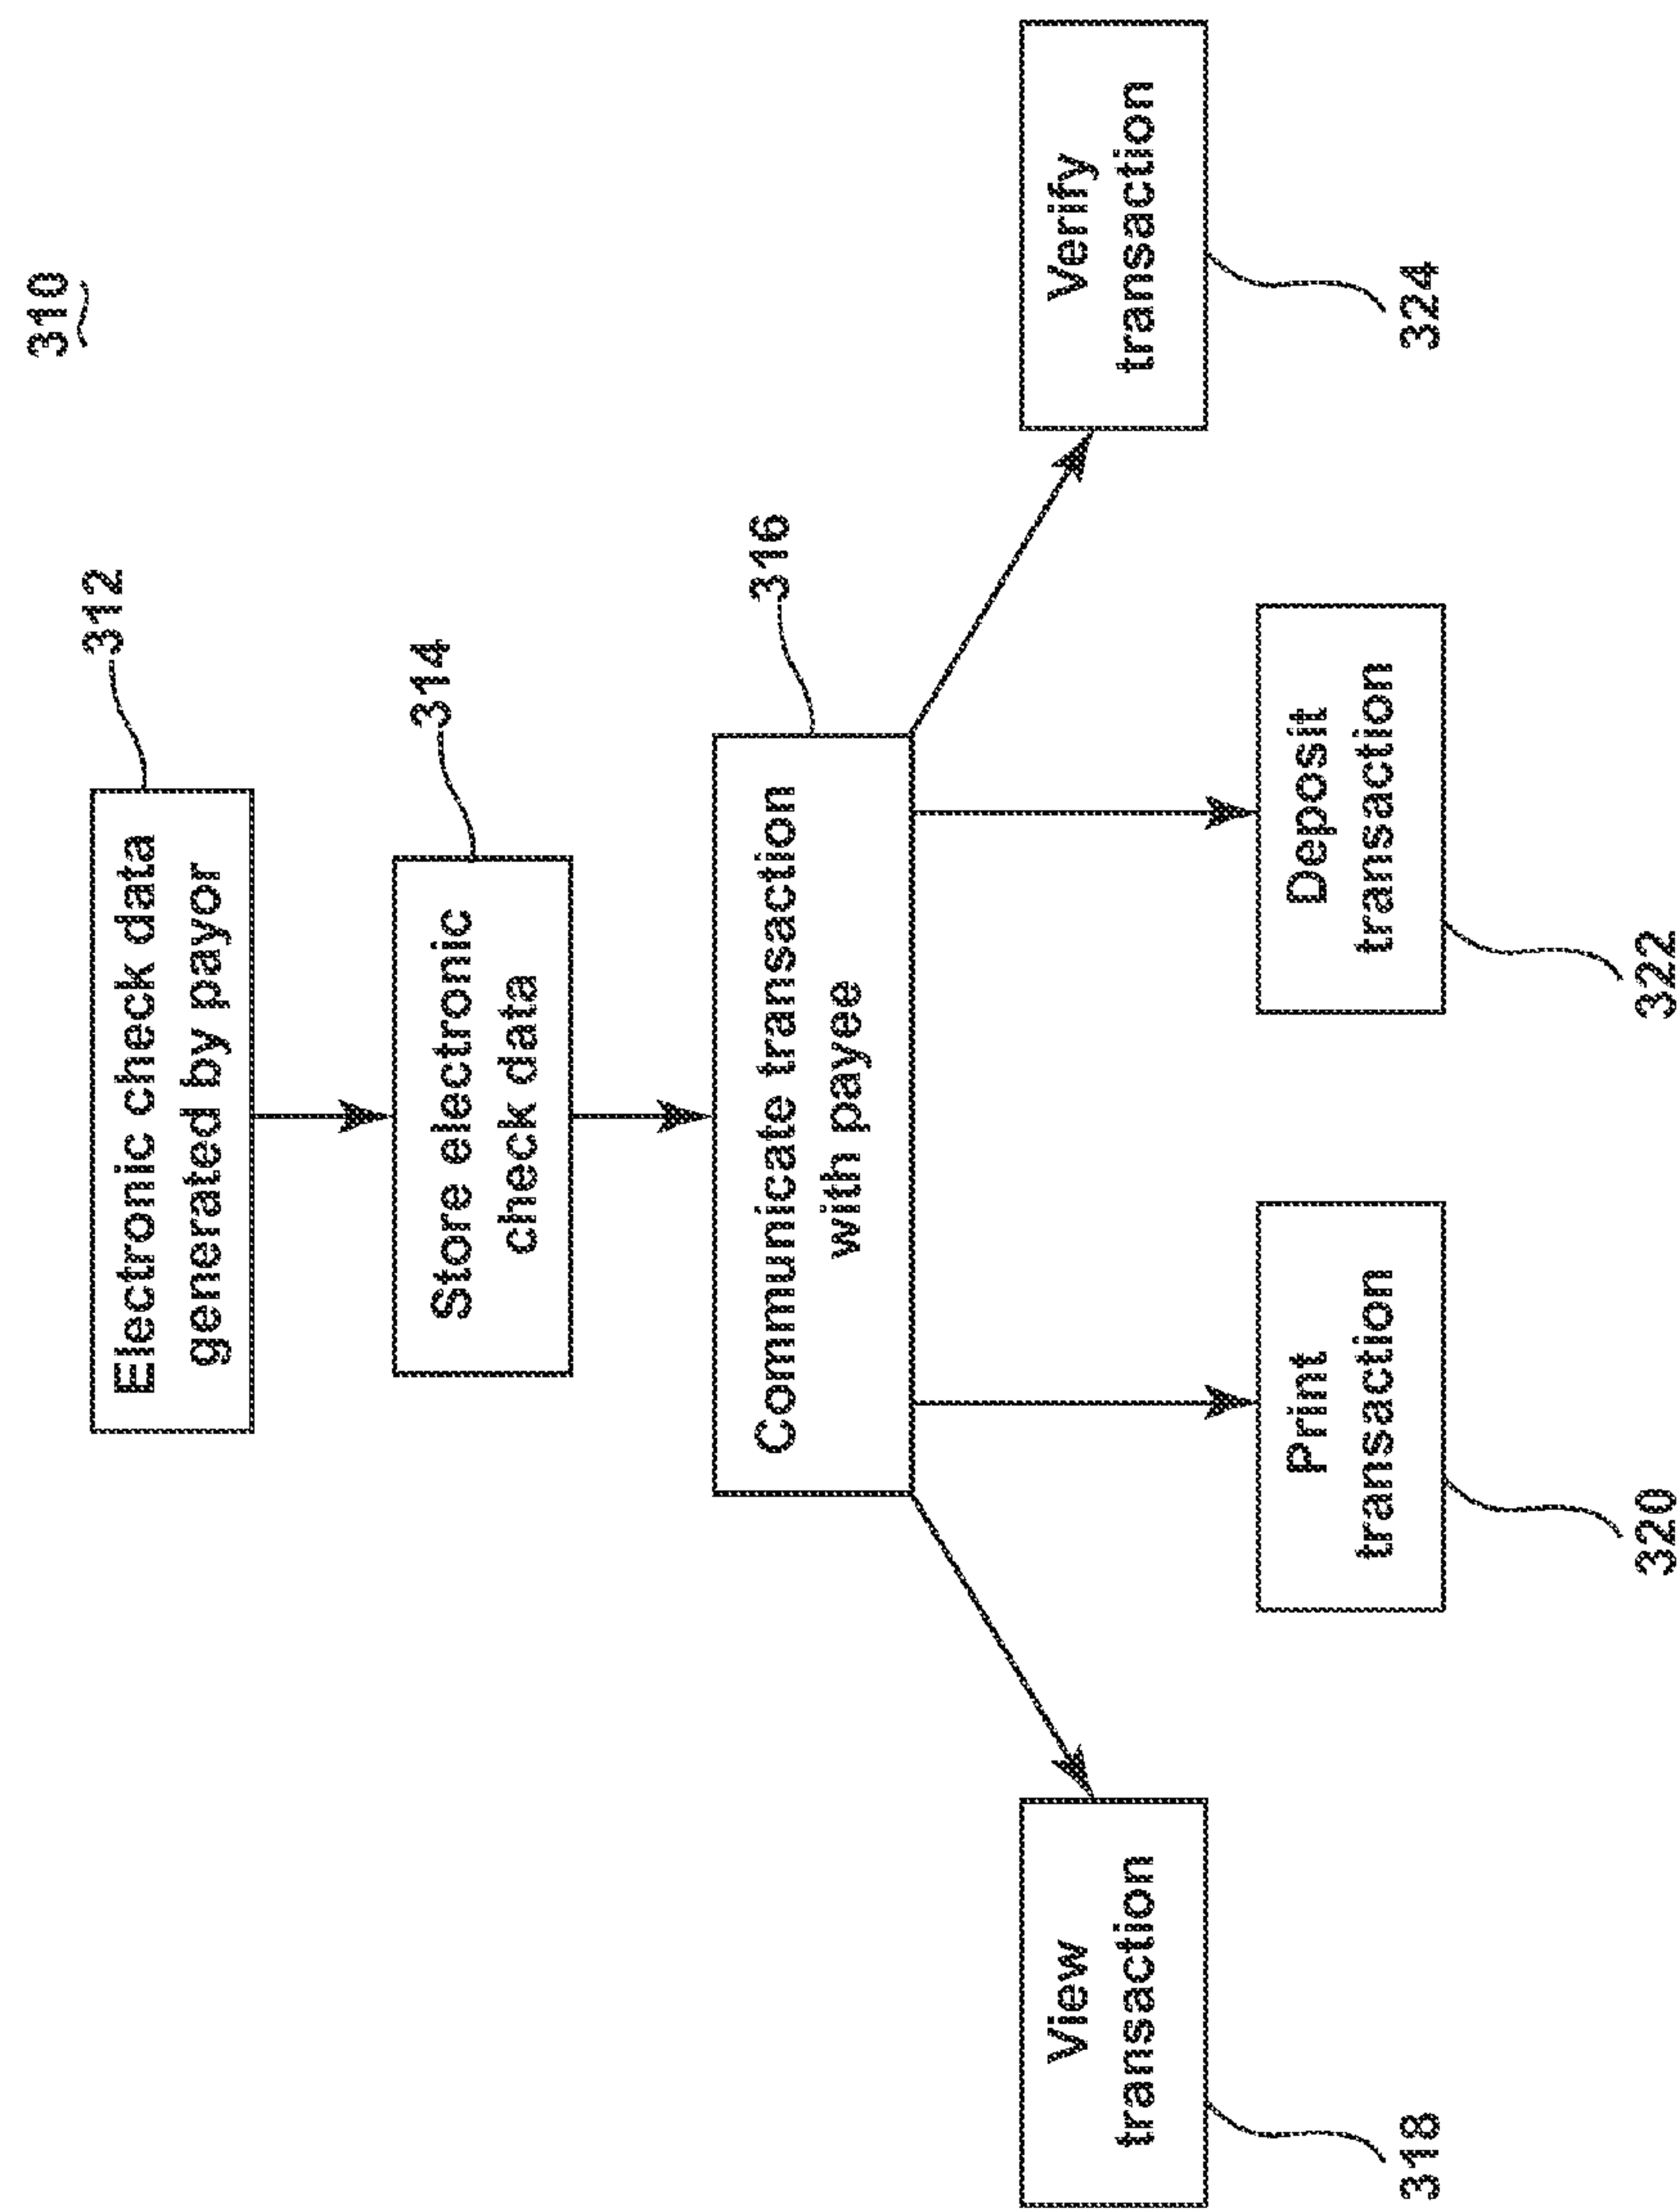 310
312
Electronic check data
generated by payor
314
Store electronic
check data
316
Communicate transaction
with payee
View
transaction
318
Print
transaction
320
Deposit
transaction
322
Verify
transaction
324